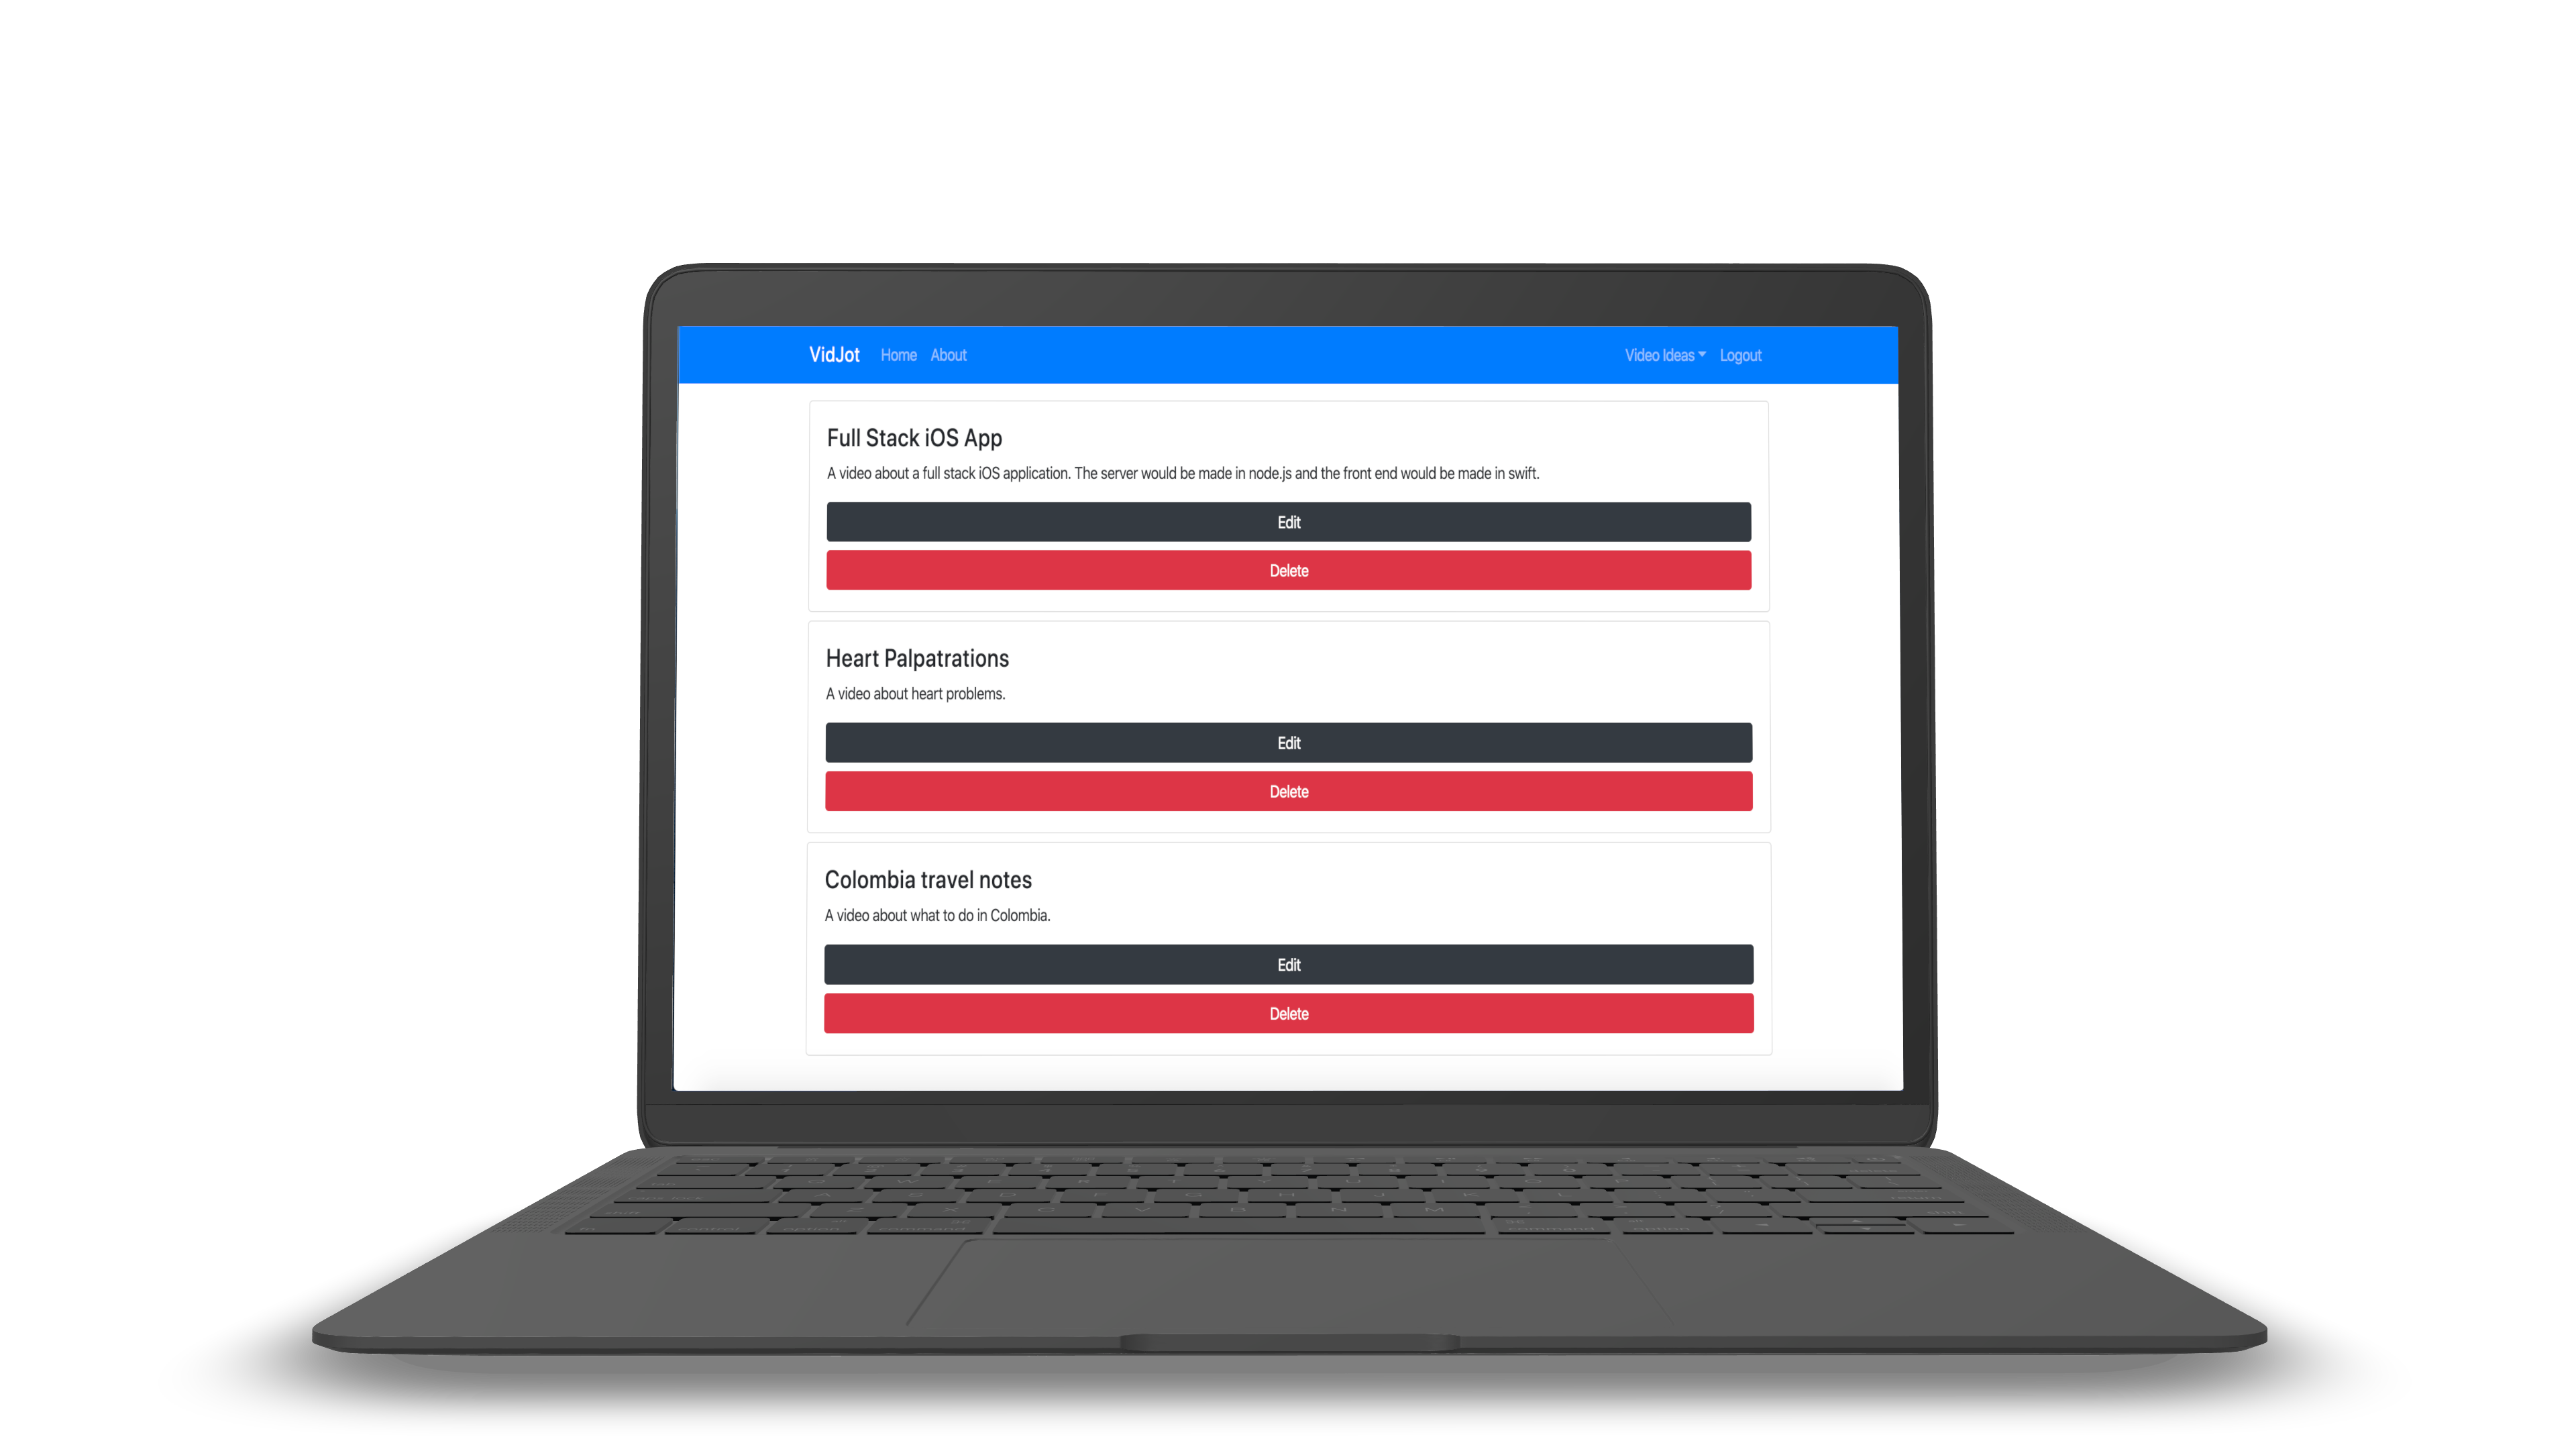 VidJot Home About Video Ideas Logout
Full Stack iOS App
A video about a full stack iOS application. The server would be made in node.js and the front end would be made in swift.
Edit
Delete
Heart Palpatrations
A video about heart problems.
Edit
Delete
Colombia travel notes
A video about what to do in Colombia.
Edit
Delete